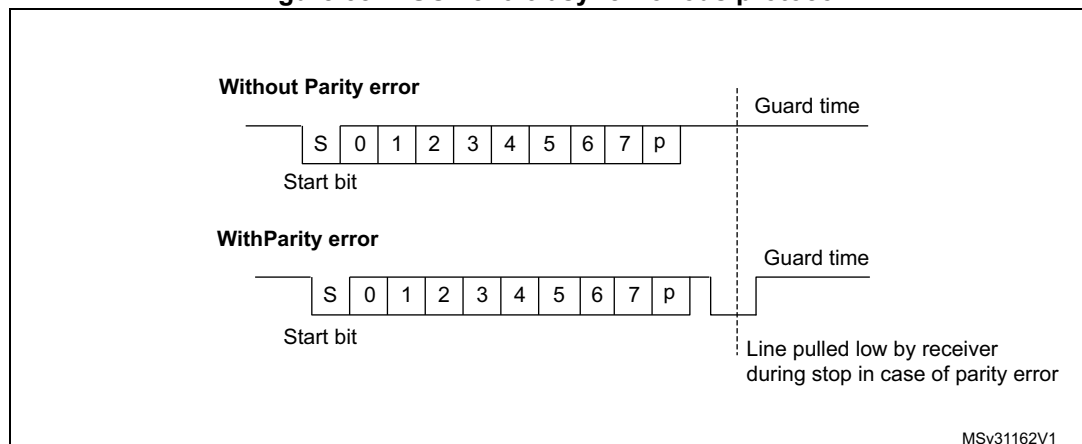 Without Parity error
Guard time
S 0 1 2 3 4 5 6 7 p
Start bit
WithParity error
Guard time
S 0 1 2 3 4 5 6 7 p
Start bit
Line pulled low by receiver
during stop in case of parity error
MSv31162V1